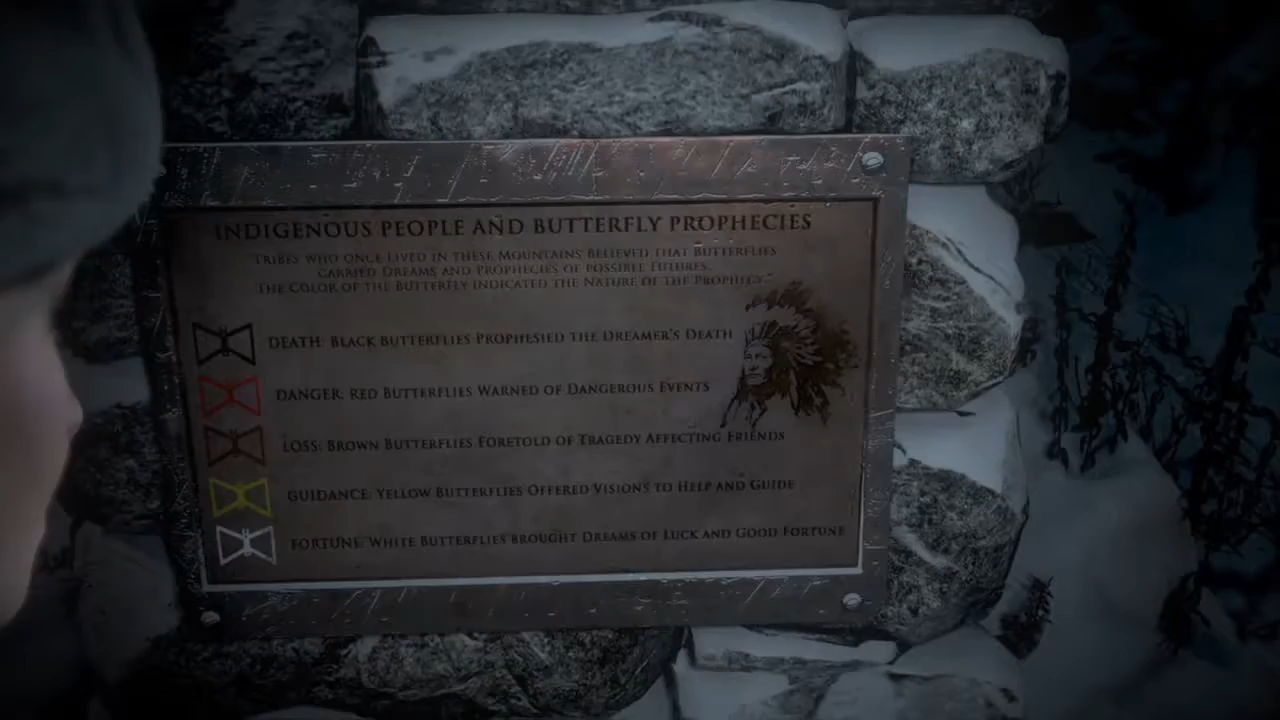 INDIGENOUS PEOPLE AND BUTTERFLY PROPHECIES
"TRIBES WHO ONCE LIVED IN THESE MOUNTAINS BELIEVED THAT BUTTERFLIES
CARRIED DREAMS AND PROPHECIES OF POSSIBLE FUTURES.
THE COLOR OF THE BUTTERFLY INDICATED THE NATURE OF THE PROPHECY."
DEATH: BLACK BUTTERFLIES PROPHESIED THE DREAMER'S DEATH
DANGER: RED BUTTERFLIES WARNED OF DANGEROUS EVENTS
LOSS: BROWN BUTTERFLIES FORETOLD OF TRAGEDY AFFECTING FRIENDS
GUIDANCE: YELLOW BUTTERFLIES OFFERED VISIONS TO HELP AND GUIDE
FORTUNE: WHITE BUTTERFLIES BROUGHT DREAMS OF LUCK AND GOOD FORTUNE